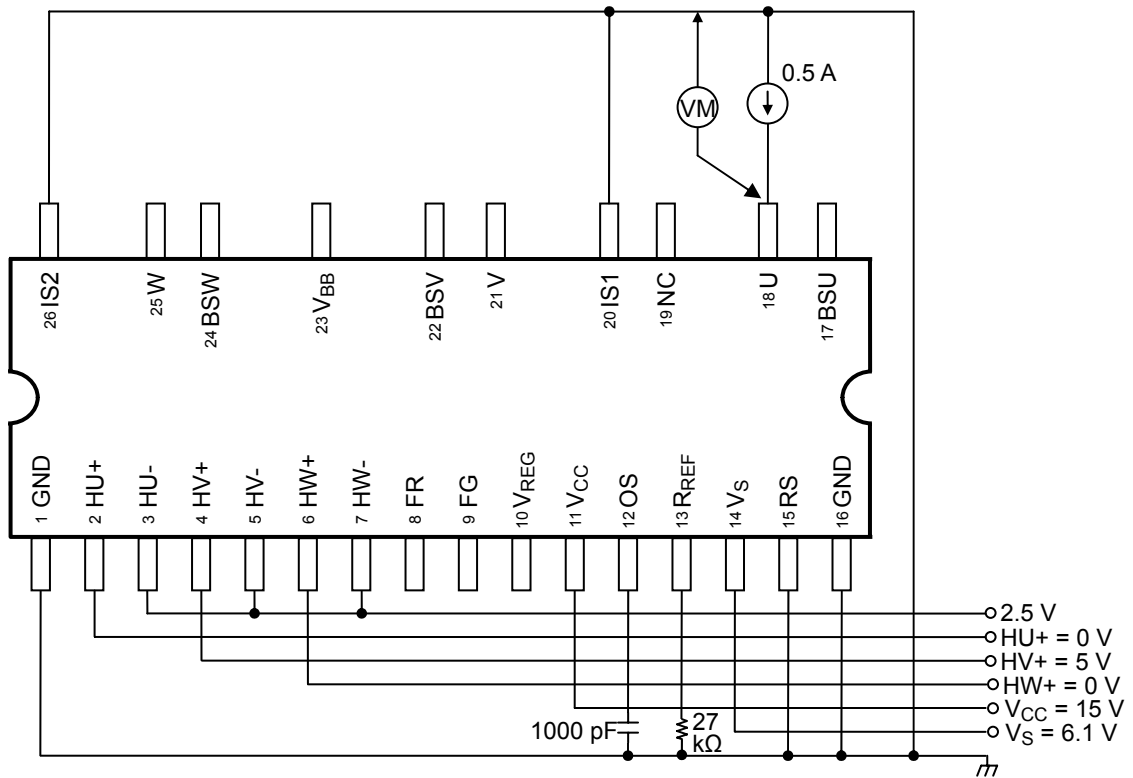 0.5 A
VM
26 IS2
25 W
24 BSW
23 VBB
22 BSV
21 V
20 IS1
19 NC
18 U
17 BSU
1 GND
2 HU+
3 HU-
4 HV+
5 HV-
6 HW+
7 HW-
8 FR
9 FG
10 VREG
11 VCC
12 OS
13 RREF
14 VS
15 RS
16 GND
2.5 V
HU+ = 0 V
HV+ = 5 V
HW+ = 0 V
VCC = 15 V
VS = 6.1 V
1000 pF
27
kΩ